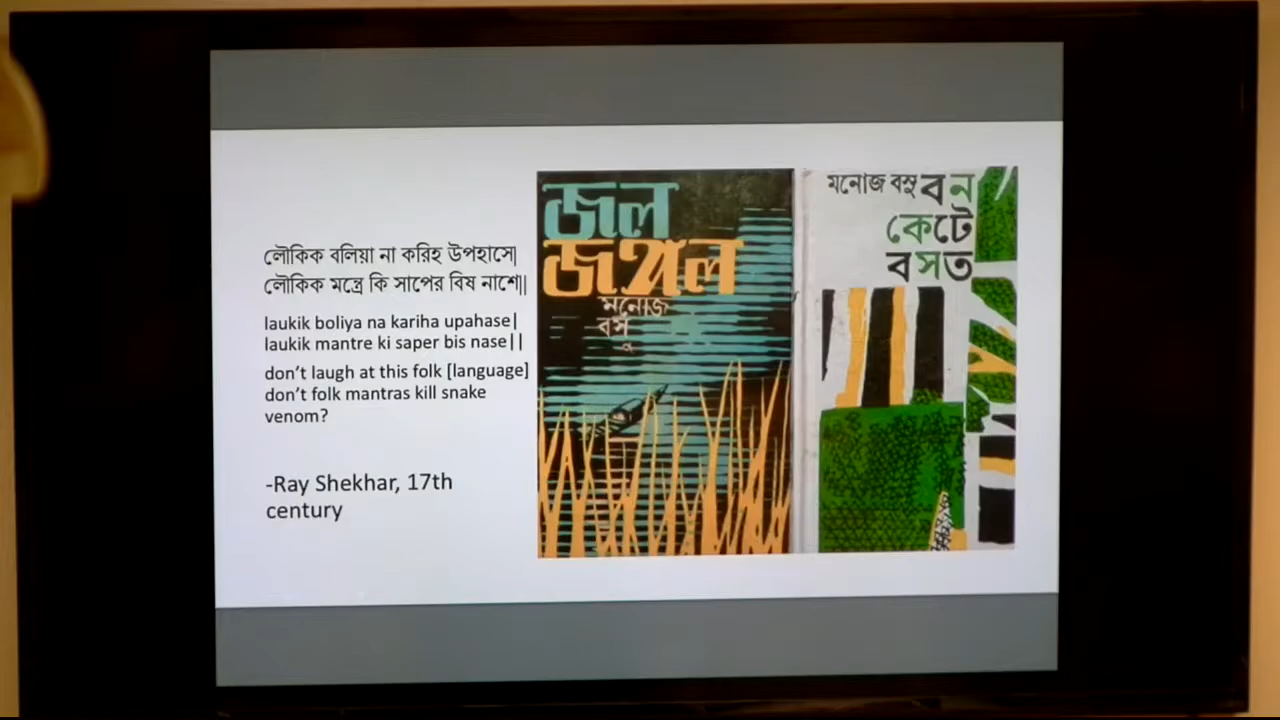 লৌকিক বলিয়া না করিহ উপহাসে|
লৌকিক মন্ত্রে কি সাপের বিষ নাশে||
laukik boliya na kariha upahase|
laukik mantre ki saper bis nase||
don't laugh at this folk [language]
don't folk mantras kill snake
venom?
-Ray Shekhar, 17th
century
জল
জঙ্গল
মনোজ
বসু
মনোজ বসু বন
কেটে
বসত